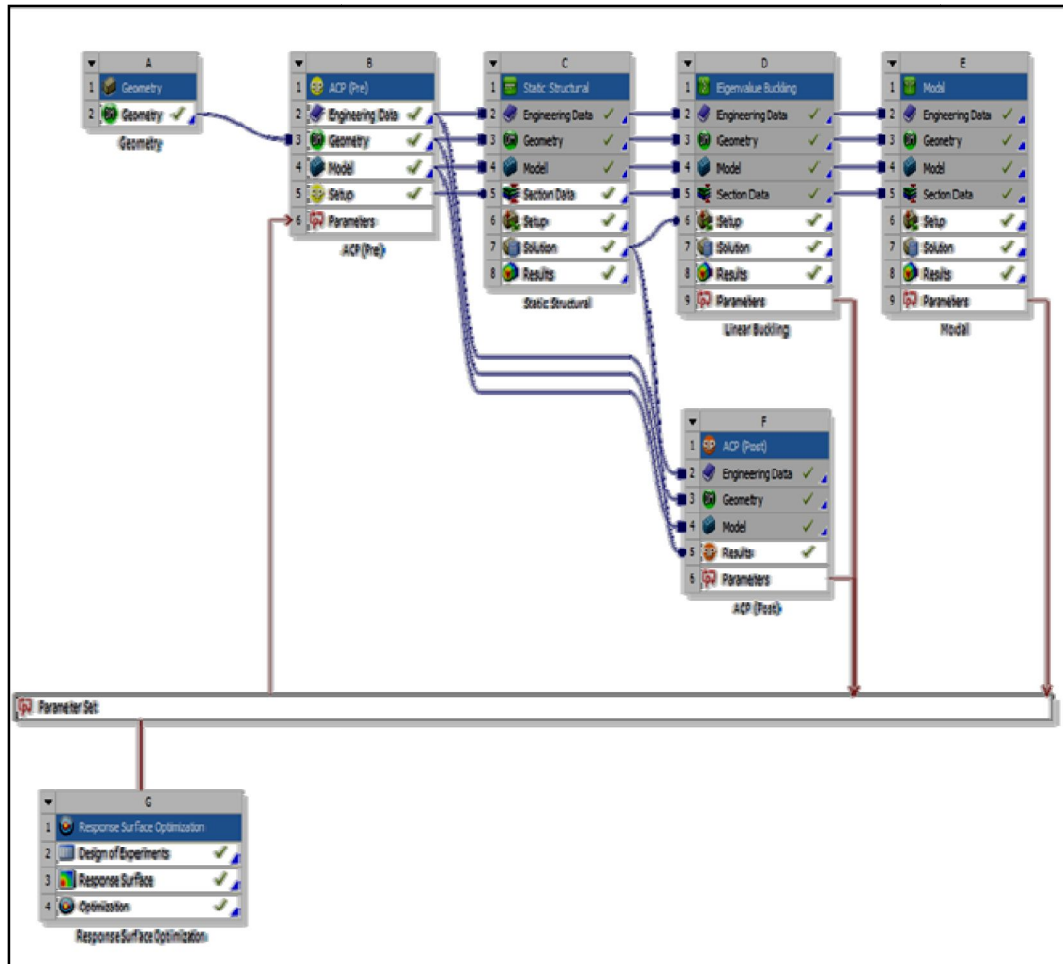 A
1 Geometry
2 Geometry
Geometry
B
1 ACP (Pre)
2 Engineering Data
3 Geometry
4 Model
5 Setup
6 Parameters
ACP (Pre)
C
1 Static Structural
2 Engineering Data
3 Geometry
4 Model
5 Section Data
6 Setup
7 Solution
8 Results
Static Structural
D
1 Eigenvalue Buckling
2 Engineering Data
3 Geometry
4 Model
5 Section Data
6 Setup
7 Solution
8 Results
9 Parameters
Linear Buckling
E
1 Modal
2 Engineering Data
3 Geometry
4 Model
5 Section Data
6 Setup
7 Solution
8 Results
9 Parameters
Modal
F
1 ACP (Post)
2 Engineering Data
3 Geometry
4 Model
5 Results
6 Parameters
ACP (Post)
Parameter Set
G
1 Response Surface Optimization
2 Design of Experiments
3 Response Surface
4 Optimization
Response Surface Optimization